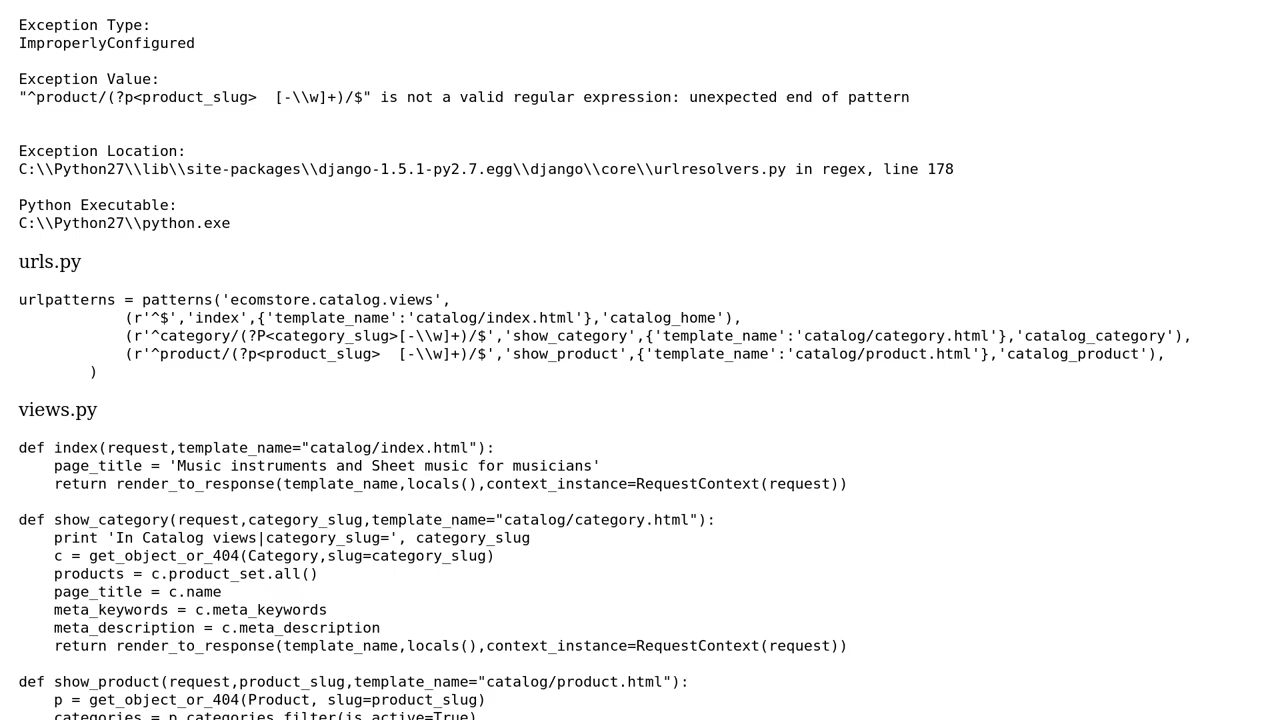 Exception Type:
ImproperlyConfigured
Exception Value:
"^product/(?p<product_slug>  [-\\w]+)/$" is not a valid regular expression: unexpected end of pattern
Exception Location:
C:\\Python27\\lib\\site-packages\\django-1.5.1-py2.7.egg\\django\\core\\urlresolvers.py in regex, line 178
Python Executable:
C:\\Python27\\python.exe
urls.py
urlpatterns = patterns('ecomstore.catalog.views',
            (r'^$','index',{'template_name':'catalog/index.html'},'catalog_home'),
            (r'^category/(?P<category_slug>[-\\w]+)/$','show_category',{'template_name':'catalog/category.html'},'catalog_category'),
            (r'^product/(?p<product_slug>  [-\\w]+)/$','show_product',{'template_name':'catalog/product.html'},'catalog_product'),
        )
views.py
def index(request,template_name="catalog/index.html"):
    page_title = 'Music instruments and Sheet music for musicians'
    return render_to_response(template_name,locals(),context_instance=RequestContext(request))
def show_category(request,category_slug,template_name="catalog/category.html"):
    print 'In Catalog views|category_slug=', category_slug
    c = get_object_or_404(Category,slug=category_slug)
    products = c.product_set.all()
    page_title = c.name
    meta_keywords = c.meta_keywords
    meta_description = c.meta_description
    return render_to_response(template_name,locals(),context_instance=RequestContext(request))
def show_product(request,product_slug,template_name="catalog/product.html"):
    p = get_object_or_404(Product, slug=product_slug)
    categories = p.categories.filter(is_active=True)